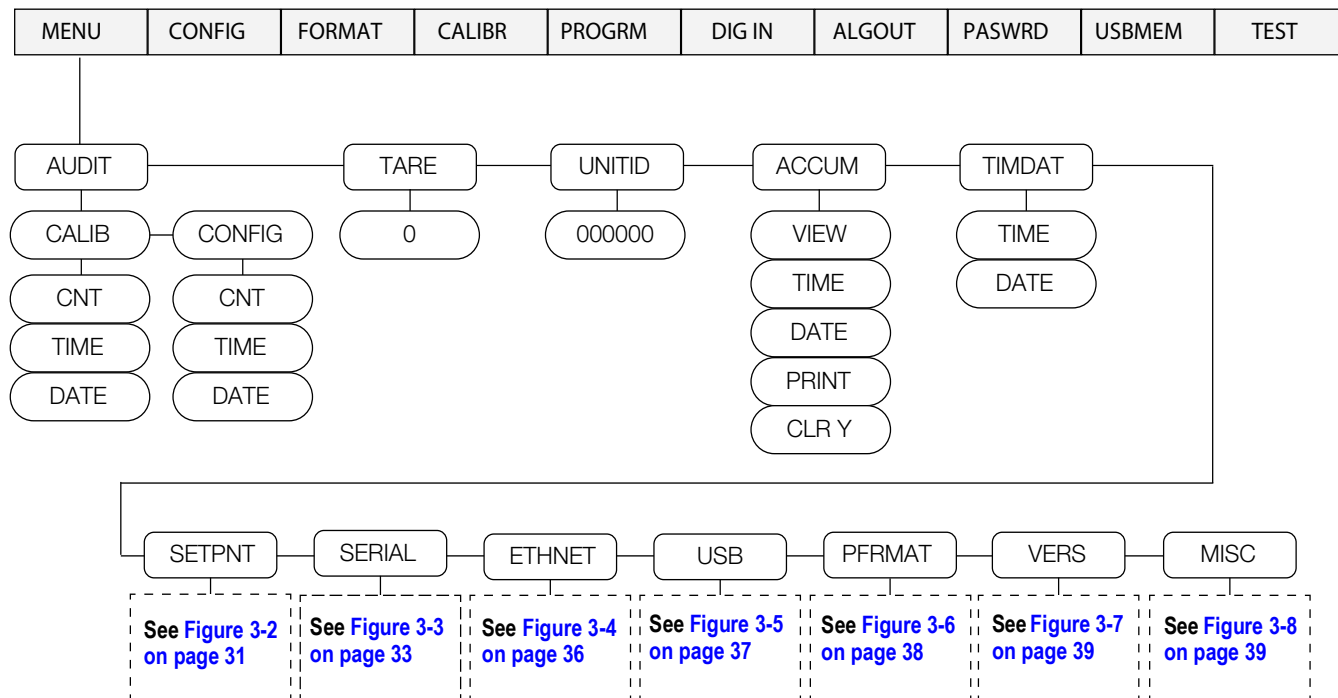 MENU CONFIG FORMAT CALIBR PROGRM DIG IN ALGOUT PASWRD USBMEM TEST
AUDIT TARE UNITID ACCUM TIMDAT
CALIB CONFIG 0 000000 VIEW TIME
CNT CNT TIME DATE
TIME TIME DATE
DATE DATE PRINT
CLR Y
SETPNT SERIAL ETHNET USB PFRMAT VERS MISC
See Figure 3-2
on page 31
See Figure 3-3
on page 33
See Figure 3-4
on page 36
See Figure 3-5
on page 37
See Figure 3-6
on page 38
See Figure 3-7
on page 39
See Figure 3-8
on page 39